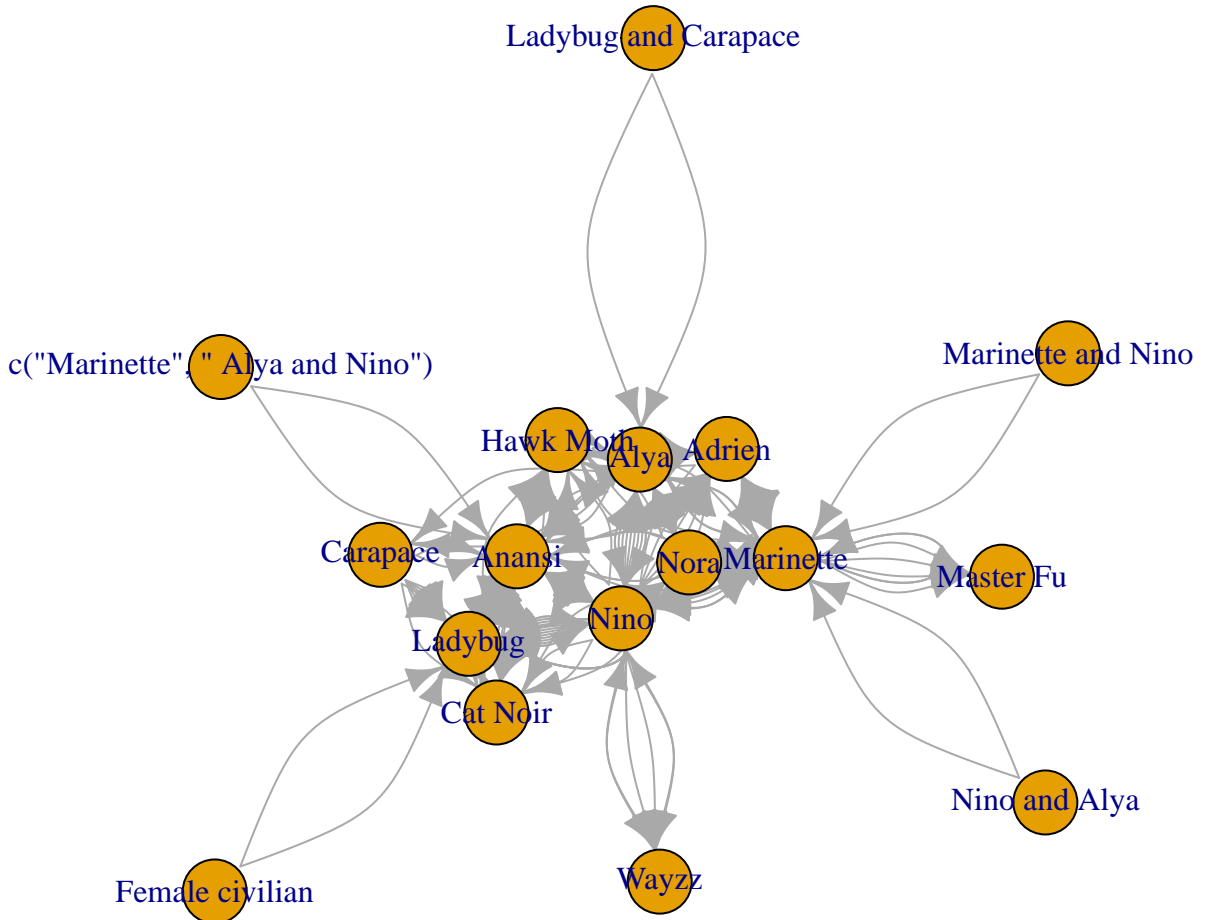 Ladybug and Carapace
Marinette and Nino
c("Marinette", " Alya and Nino")
Hawk Moth
Alya
Adrien
Carapace
Anansi
Nora
Marinette
Master Fu
Nino
Ladybug
Cat Noir
Nino and Alya
Wayzz
Female civilian